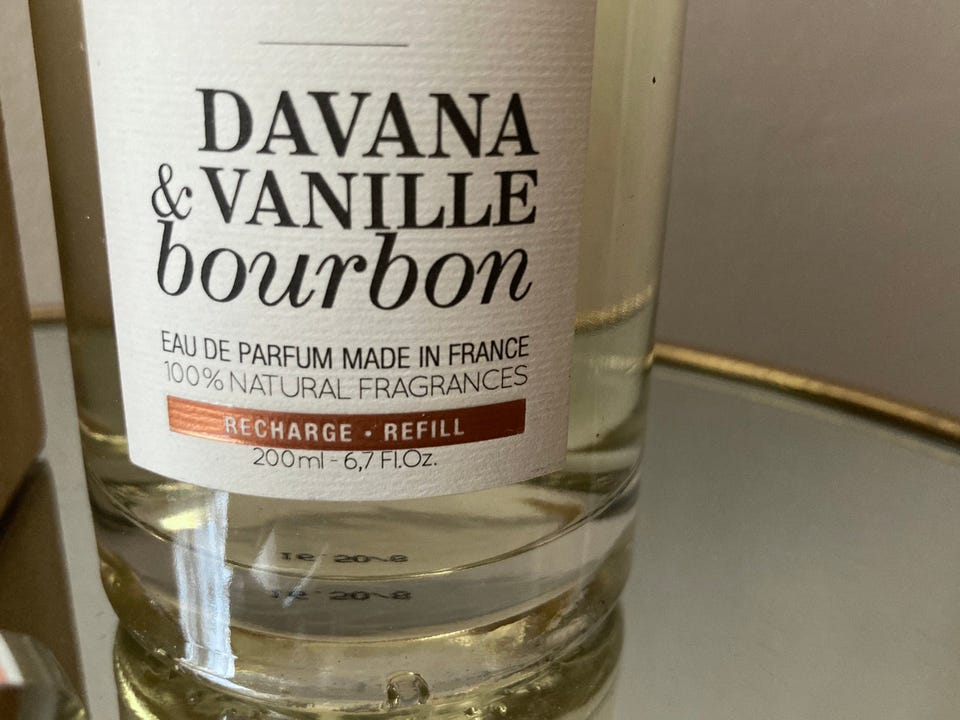 DAVANA
& VANILLE
bourbon
EAU DE PARFUM MADE IN FRANCE
100% NATURAL FRAGRANCES
RECHARGE • REFILL
200ml - 6,7 Fl.Oz.